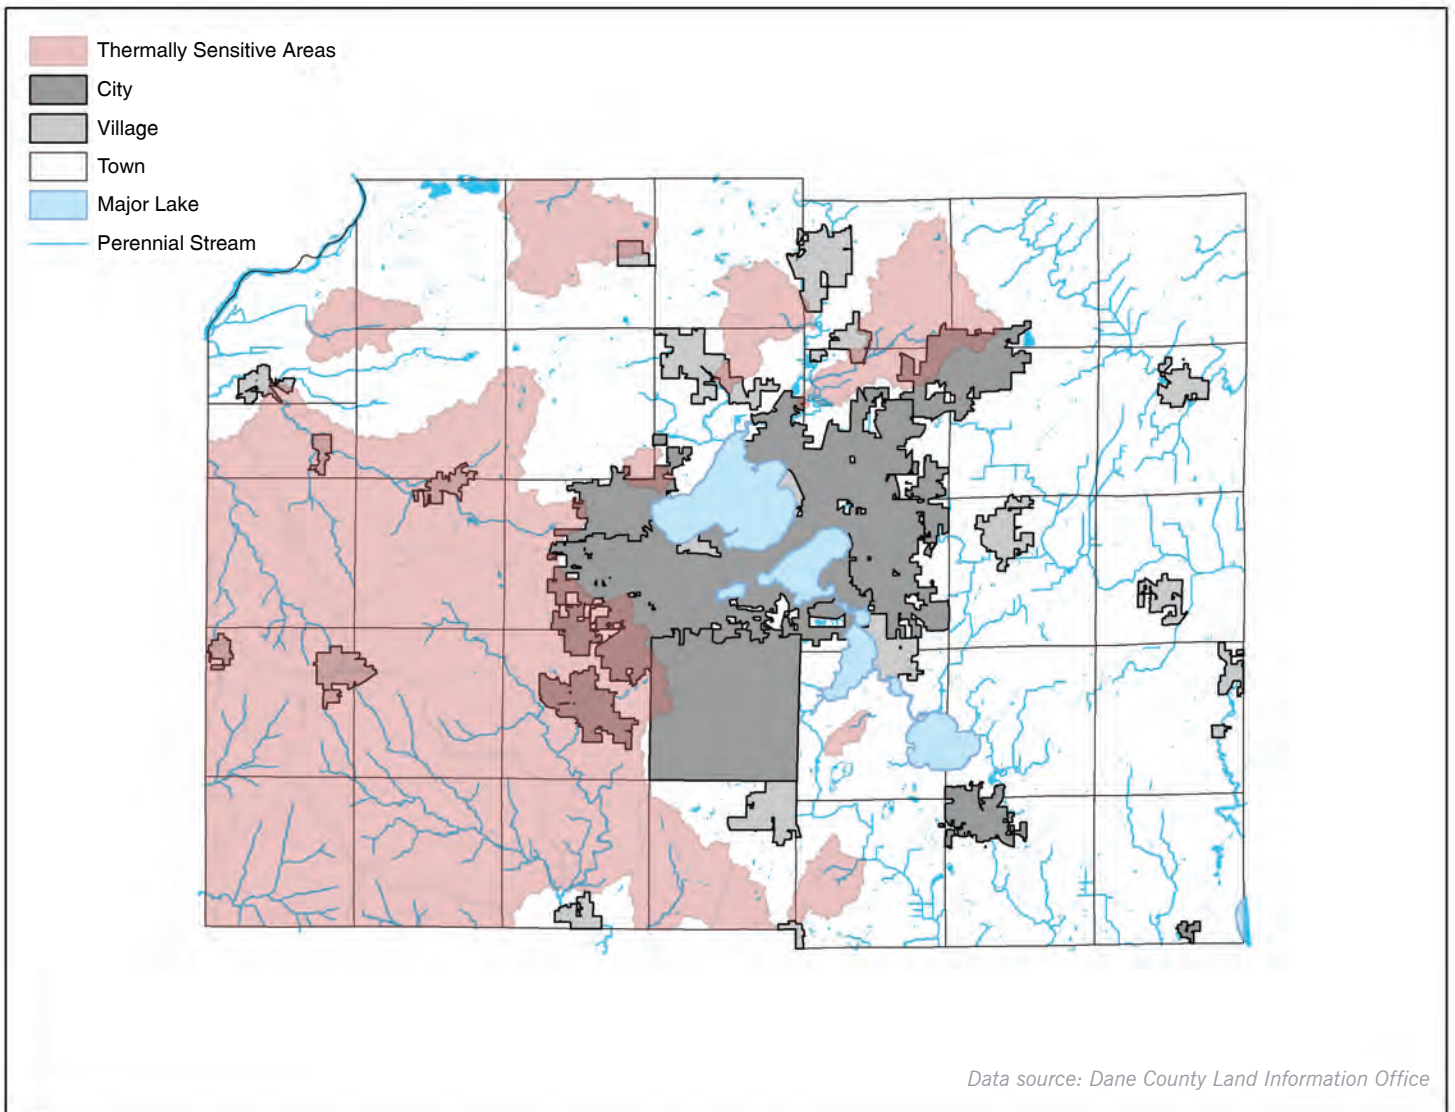 Thermally Sensitive Areas
City
Village
Town
Major Lake
Perennial Stream
Data source: Dane County Land Information Office